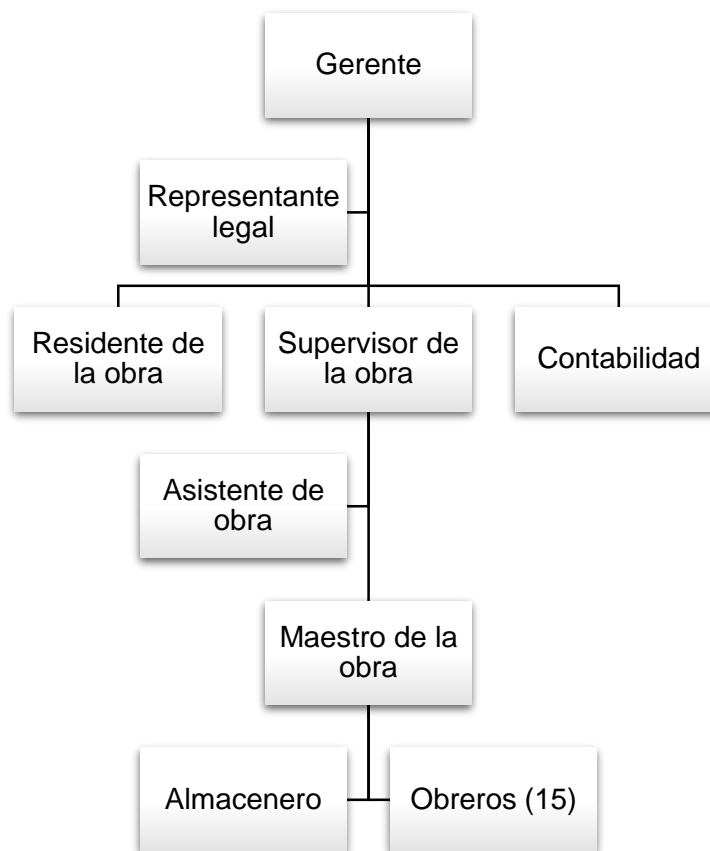 Gerente
Representante
legal
Residente de
la obra
Supervisor de
la obra
Contabilidad
Asistente de
obra
Maestro de la
obra
Almacenero
Obreros (15)